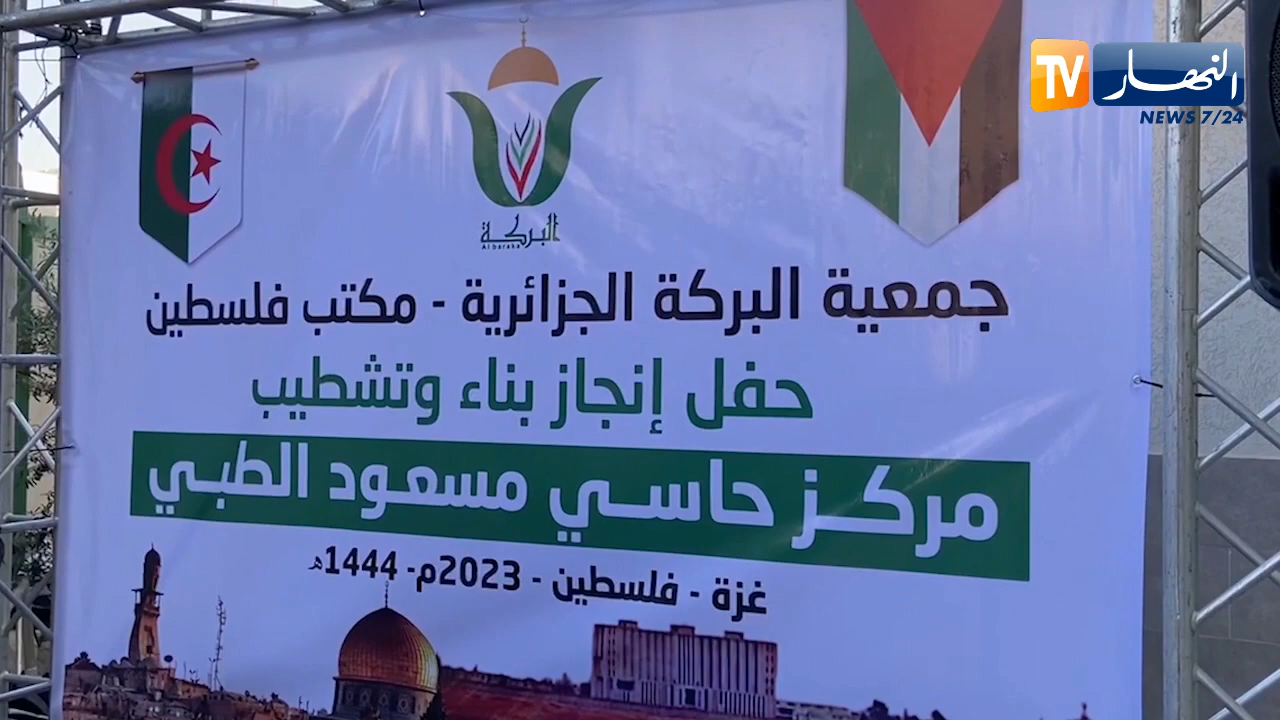 TV النهار
NEWS 7/24
البركة
Al baraka
جمعية البركة الجزائرية - مكتب فلسطين
حفل إنجاز بناء وتشطيب
مركز حاسي مسعود الطبي
غزة - فلسطين - 2023م- 1444هـ